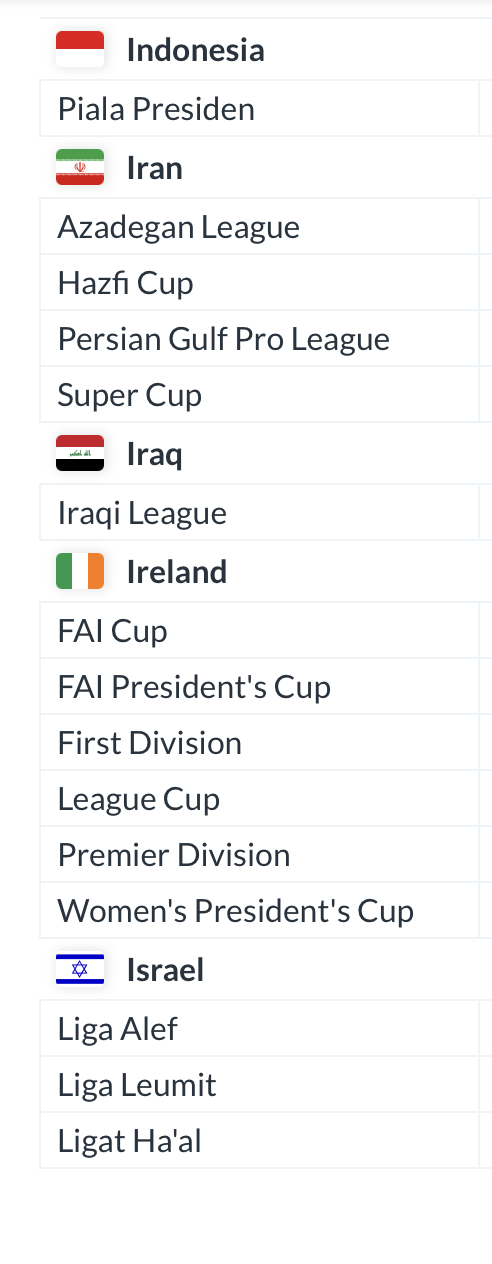 Indonesia
Piala Presiden
Iran
Azadegan League
Hazfi Cup
Persian Gulf Pro League
Super Cup
Iraq
Iraqi League
Ireland
FAI Cup
FAI President's Cup
First Division
League Cup
Premier Division
Women's President's Cup
Israel
Liga Alef
Liga Leumit
Ligat Ha'al